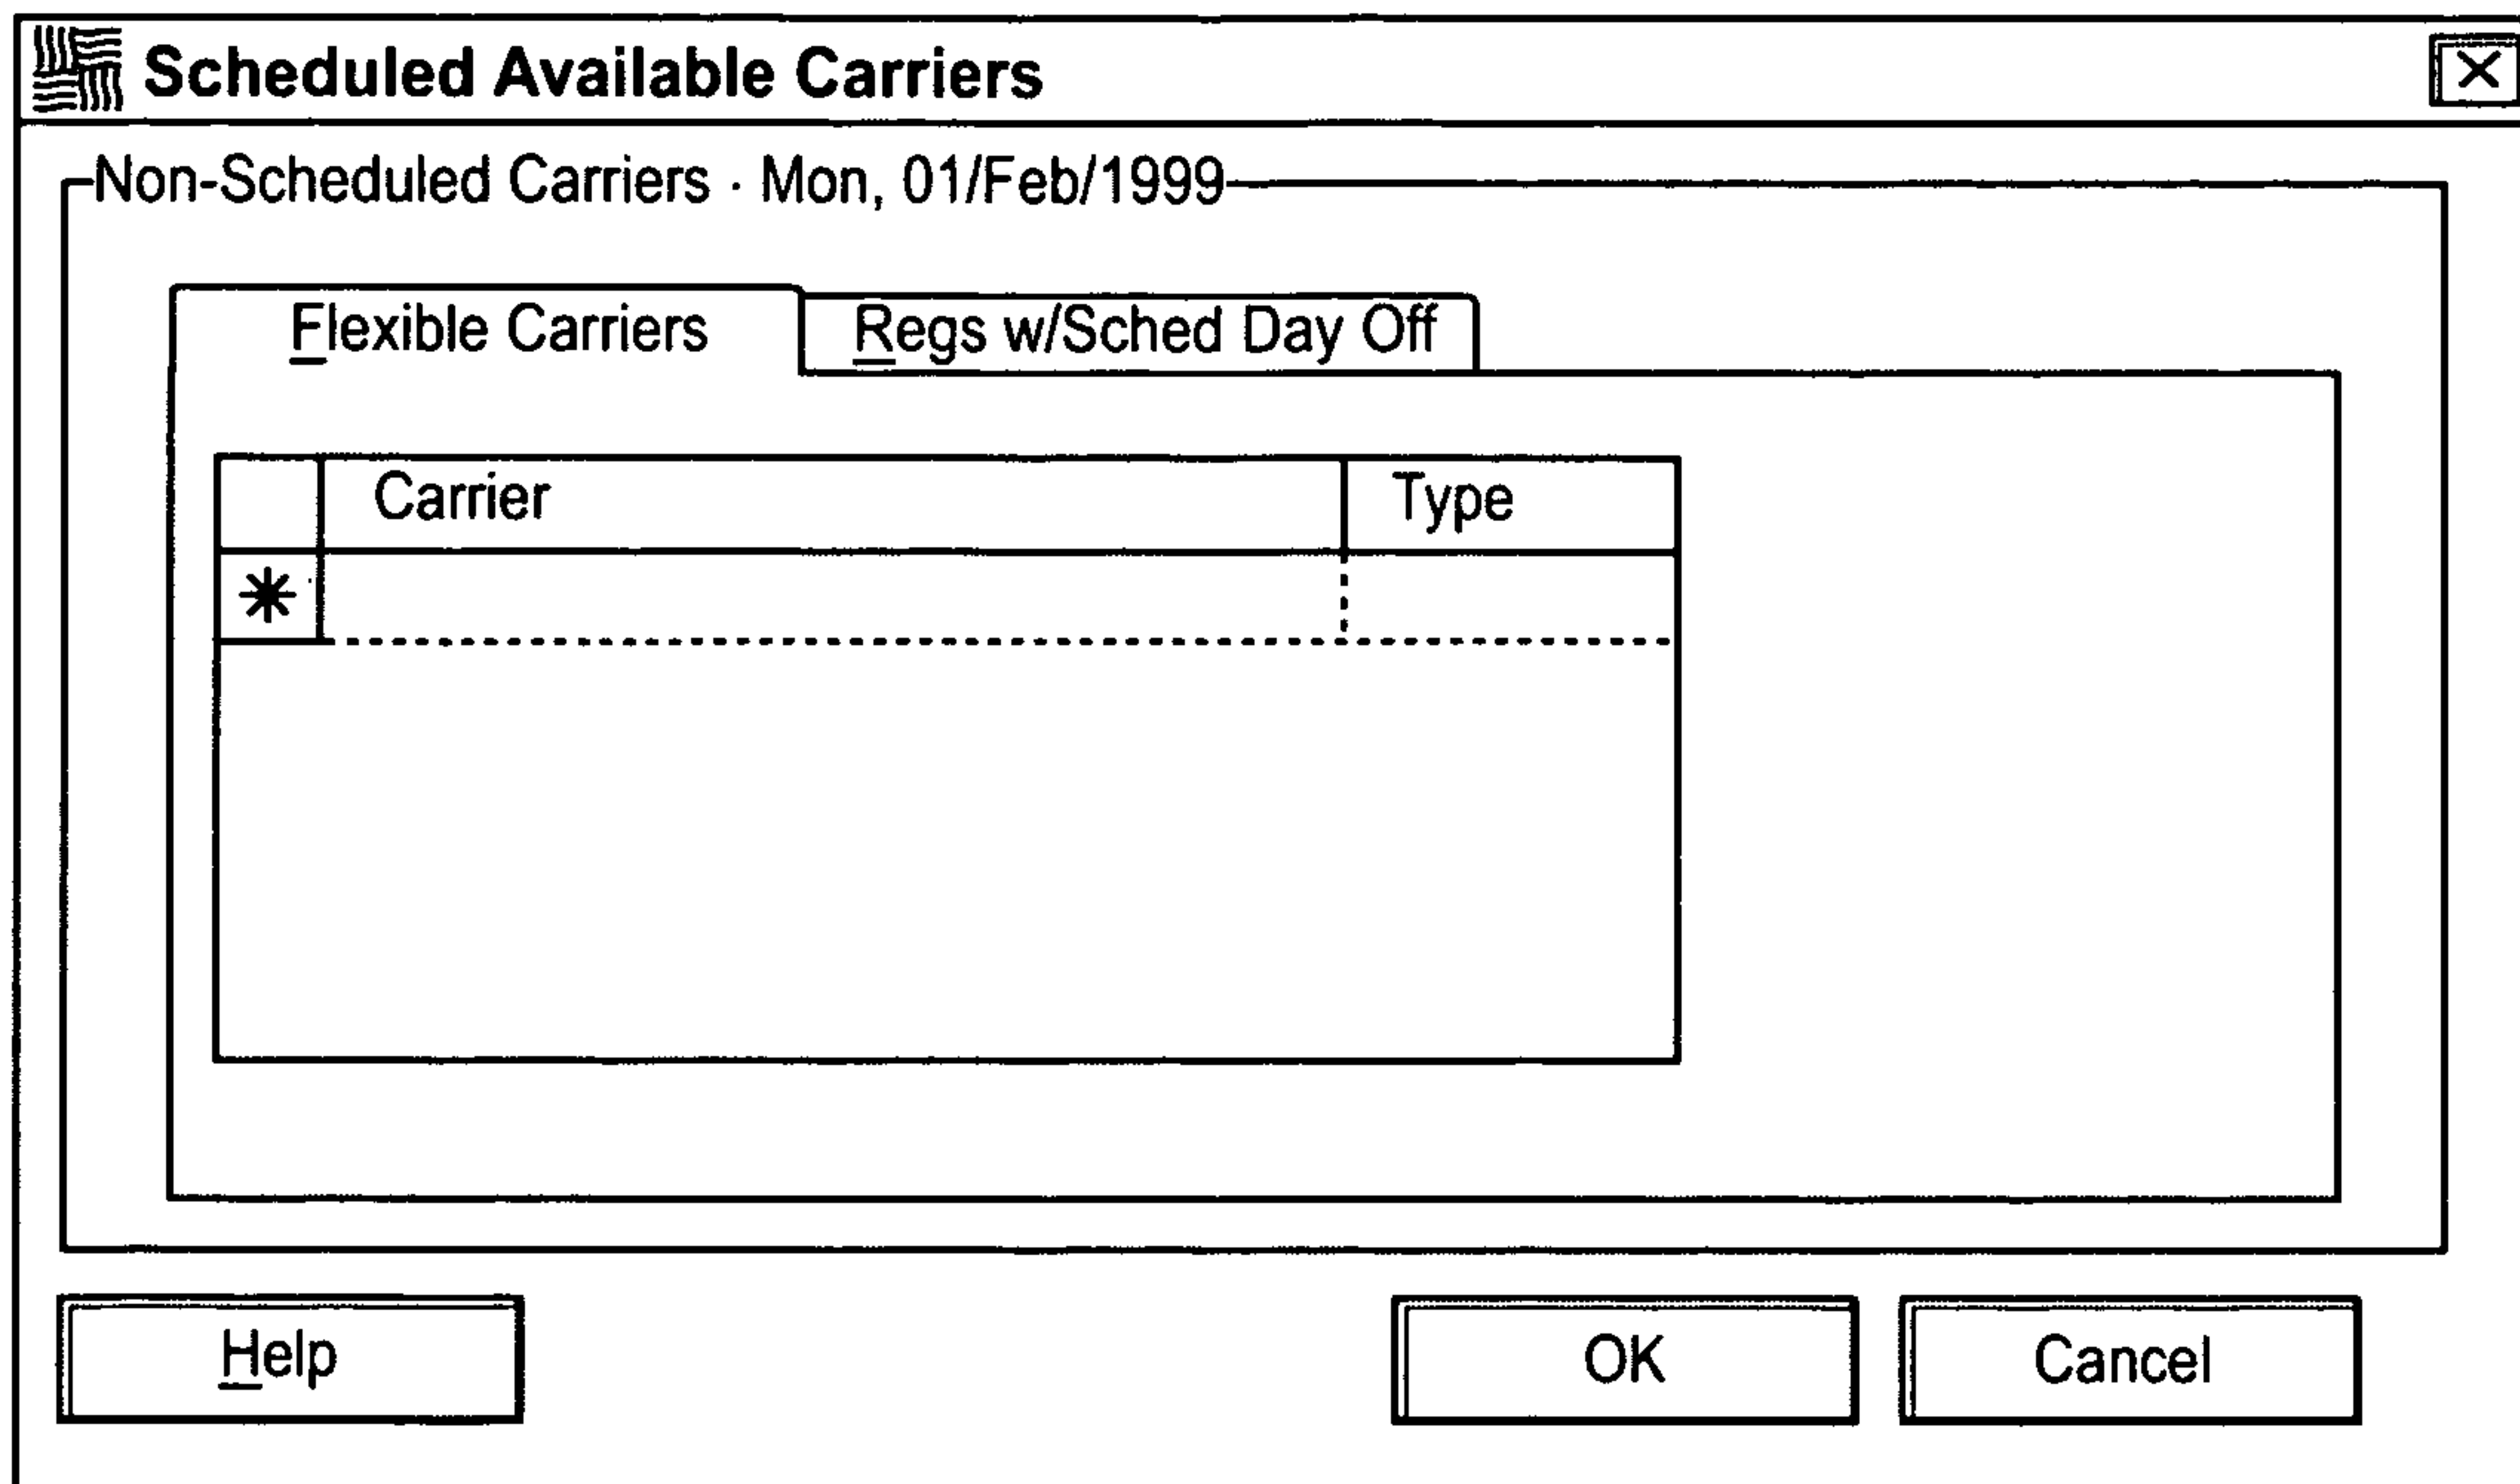 Scheduled Available Carriers
Non-Scheduled Carriers · Mon, 01/Feb/1999
Flexible Carriers Regs w/Sched Day Off
Carrier Type
*
Help OK Cancel